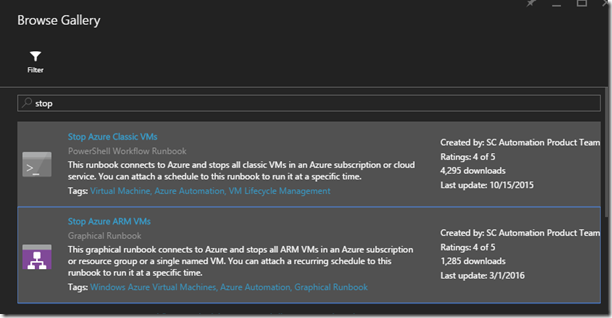 Browse Gallery
Filter
stop
Stop Azure Classic VMs
PowerShell Workflow Runbook
This runbook connects to Azure and stops all classic VMs in an Azure subscription or cloud
service. You can attach a schedule to this runbook to run it at a specific time.
Tags: Virtual Machine, Azure Automation, VM Lifecycle Management
Created by: SC Automation Product Team
Ratings: 4 of 5
4,295 downloads
Last update: 10/15/2015
Stop Azure ARM VMs
Graphical Runbook
This graphical runbook connects to Azure and stops all ARM VMs in an Azure subscription
or resource group or a single named VM. You can attach a recurring schedule to this
runbook to run it at a specific time.
Tags: Windows Azure Virtual Machines, Azure Automation, Graphical Runbook
Created by: SC Automation Product Team
Ratings: 4 of 5
1,285 downloads
Last update: 3/1/2016